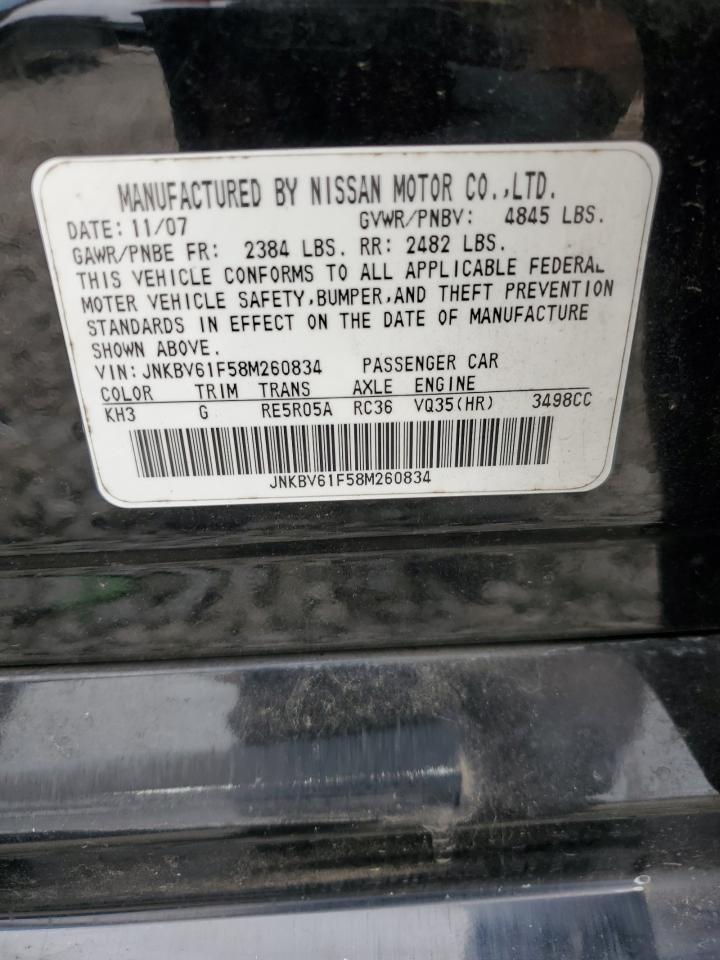 MANUFACTURED BY NISSAN MOTOR CO.,LTD.
DATE: 11/07 GVWR/PNBV: 4845 LBS.
GAWR/PNBE FR: 2384 LBS. RR: 2482 LBS.
THIS VEHICLE CONFORMS TO ALL APPLICABLE FEDERAL
MOTER VEHICLE SAFETY,BUMPER,AND THEFT PREVENTION
STANDARDS IN EFFECT ON THE DATE OF MANUFACTURE
SHOWN ABOVE.
VIN: JNKBV61F58M260834 PASSENGER CAR
COLOR TRIM TRANS AXLE ENGINE
KH3 G RE5R05A RC36 VQ35(HR) 3498CC
JNKBV61F58M260834